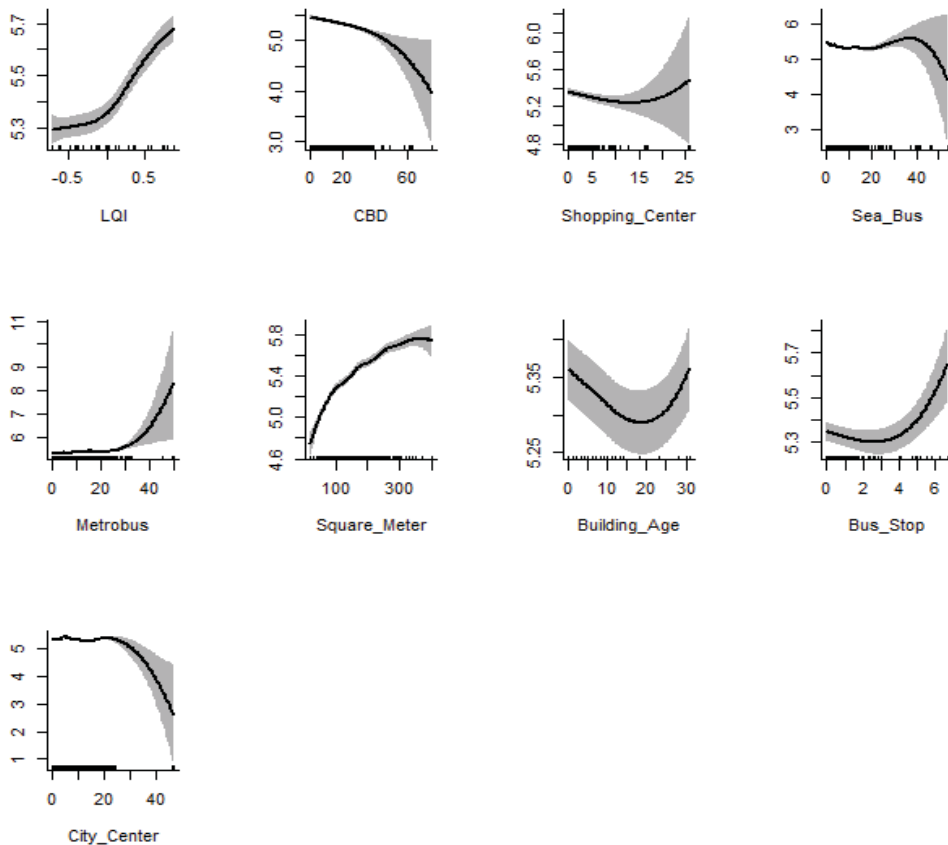 5.7
5.5
5.3
-0.5 0.5
LQI
5.0
4.0
3.0
0 20 60
CBD
6.0
5.6
5.2
4.8
0 5 15 25
Shopping_Center
6
5
4
3
0 20 40
Sea_Bus
11
9
8
7
6
0 20 40
Metrobus
5.8
5.4
5.0
4.6
100 300
Square_Meter
5.35
5.25
0 10 20 30
Building_Age
5.7
5.5
5.3
0 2 4 6
Bus_Stop
5
4
3
2
1
0 20 40
City_Center